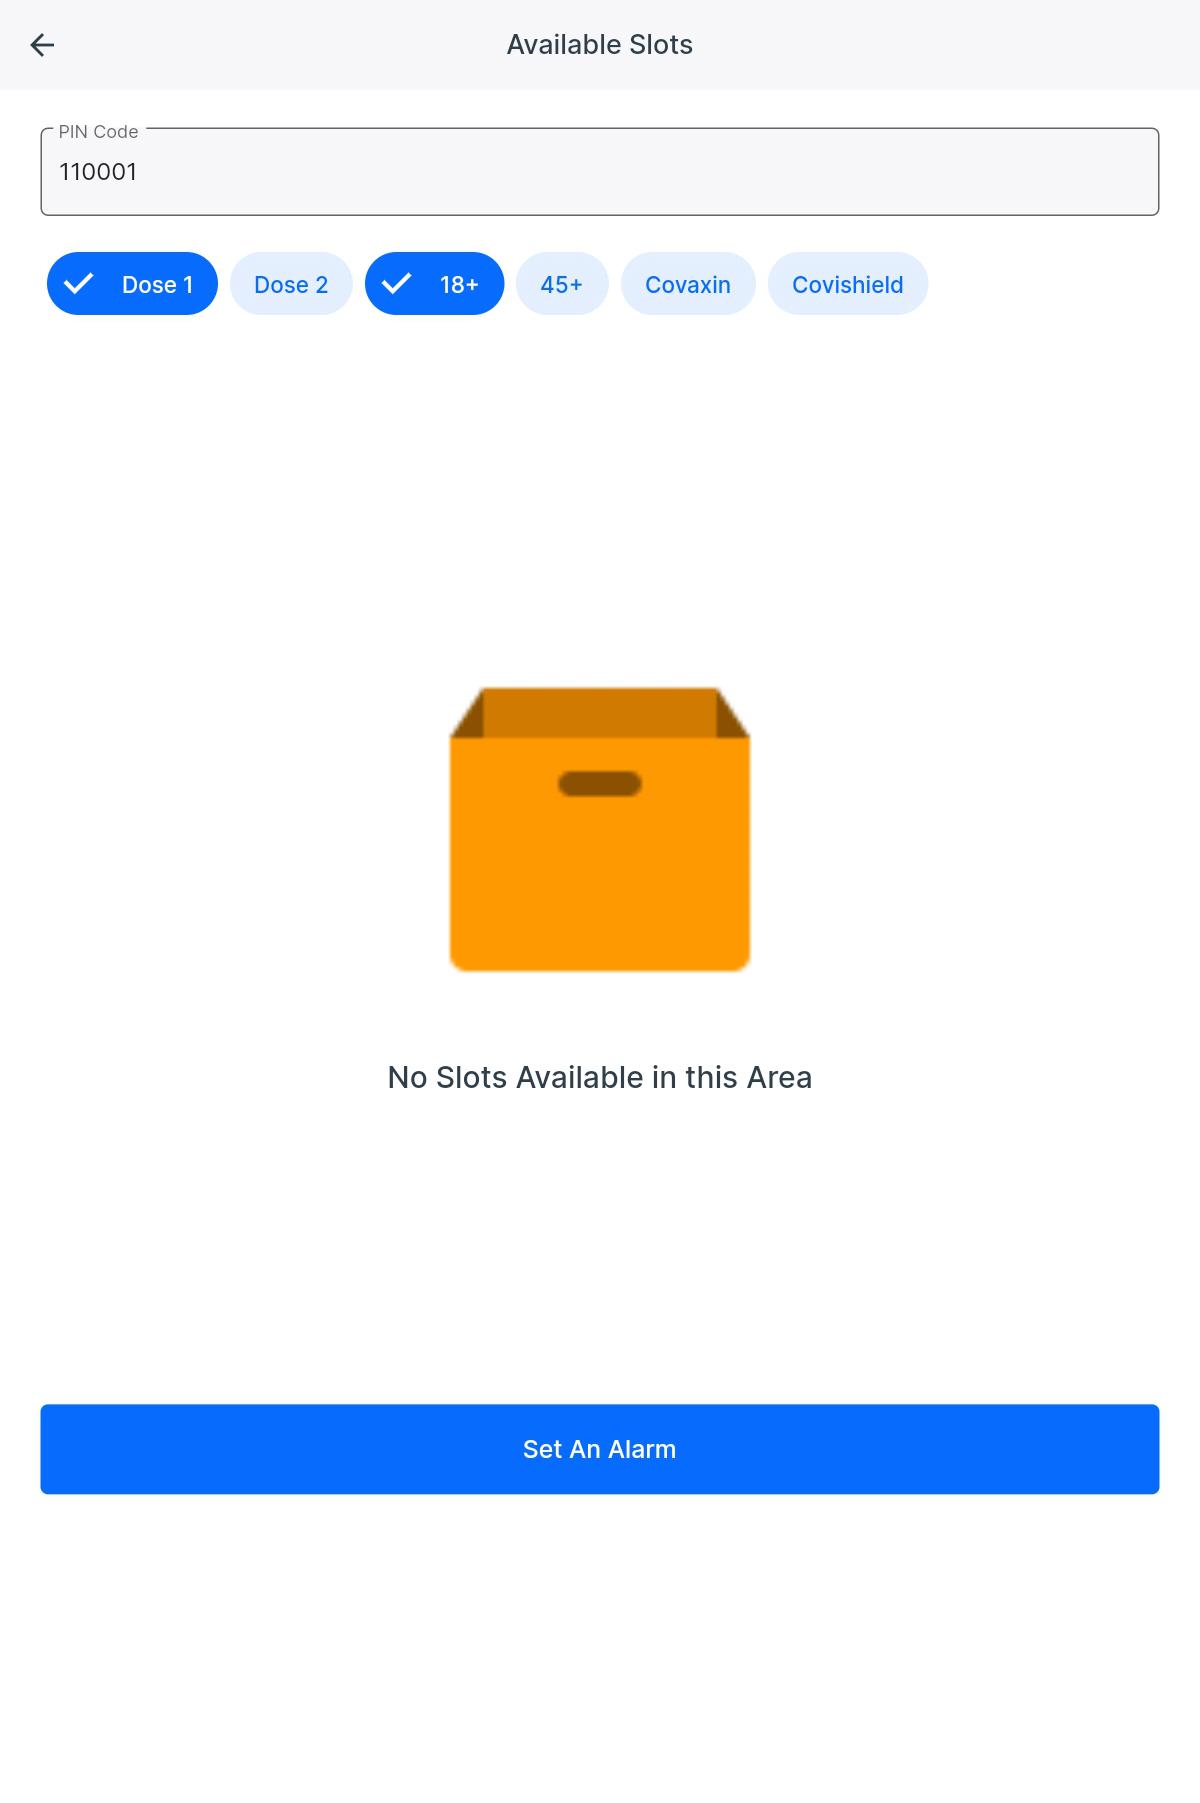 Available Slots
PIN Code
110001
Dose 1 Dose 2 18+ 45+ Covaxin Covishield
No Slots Available in this Area
Set An Alarm